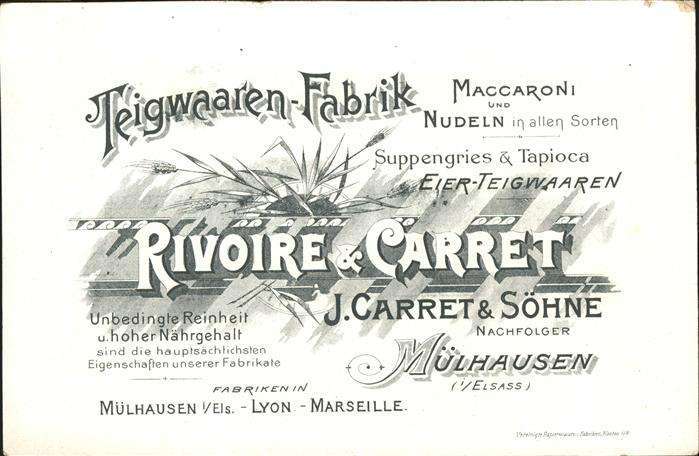 Teigwaaren-Fabrik
Maccaroni
und
Nudeln in allen Sorten
Suppengries & Tapioca
Eier-Teigwaaren
Rivoire & Carret
J. Carret & Söhne
Nachfolger
Mülhausen
(i/Elsass)
Unbedingte Reinheit
u. hoher Nährgehalt
sind die hauptsächlichsten
Eigenschaften unserer Fabrikate
Fabriken in
Mülhausen i/Els. - Lyon - Marseille.